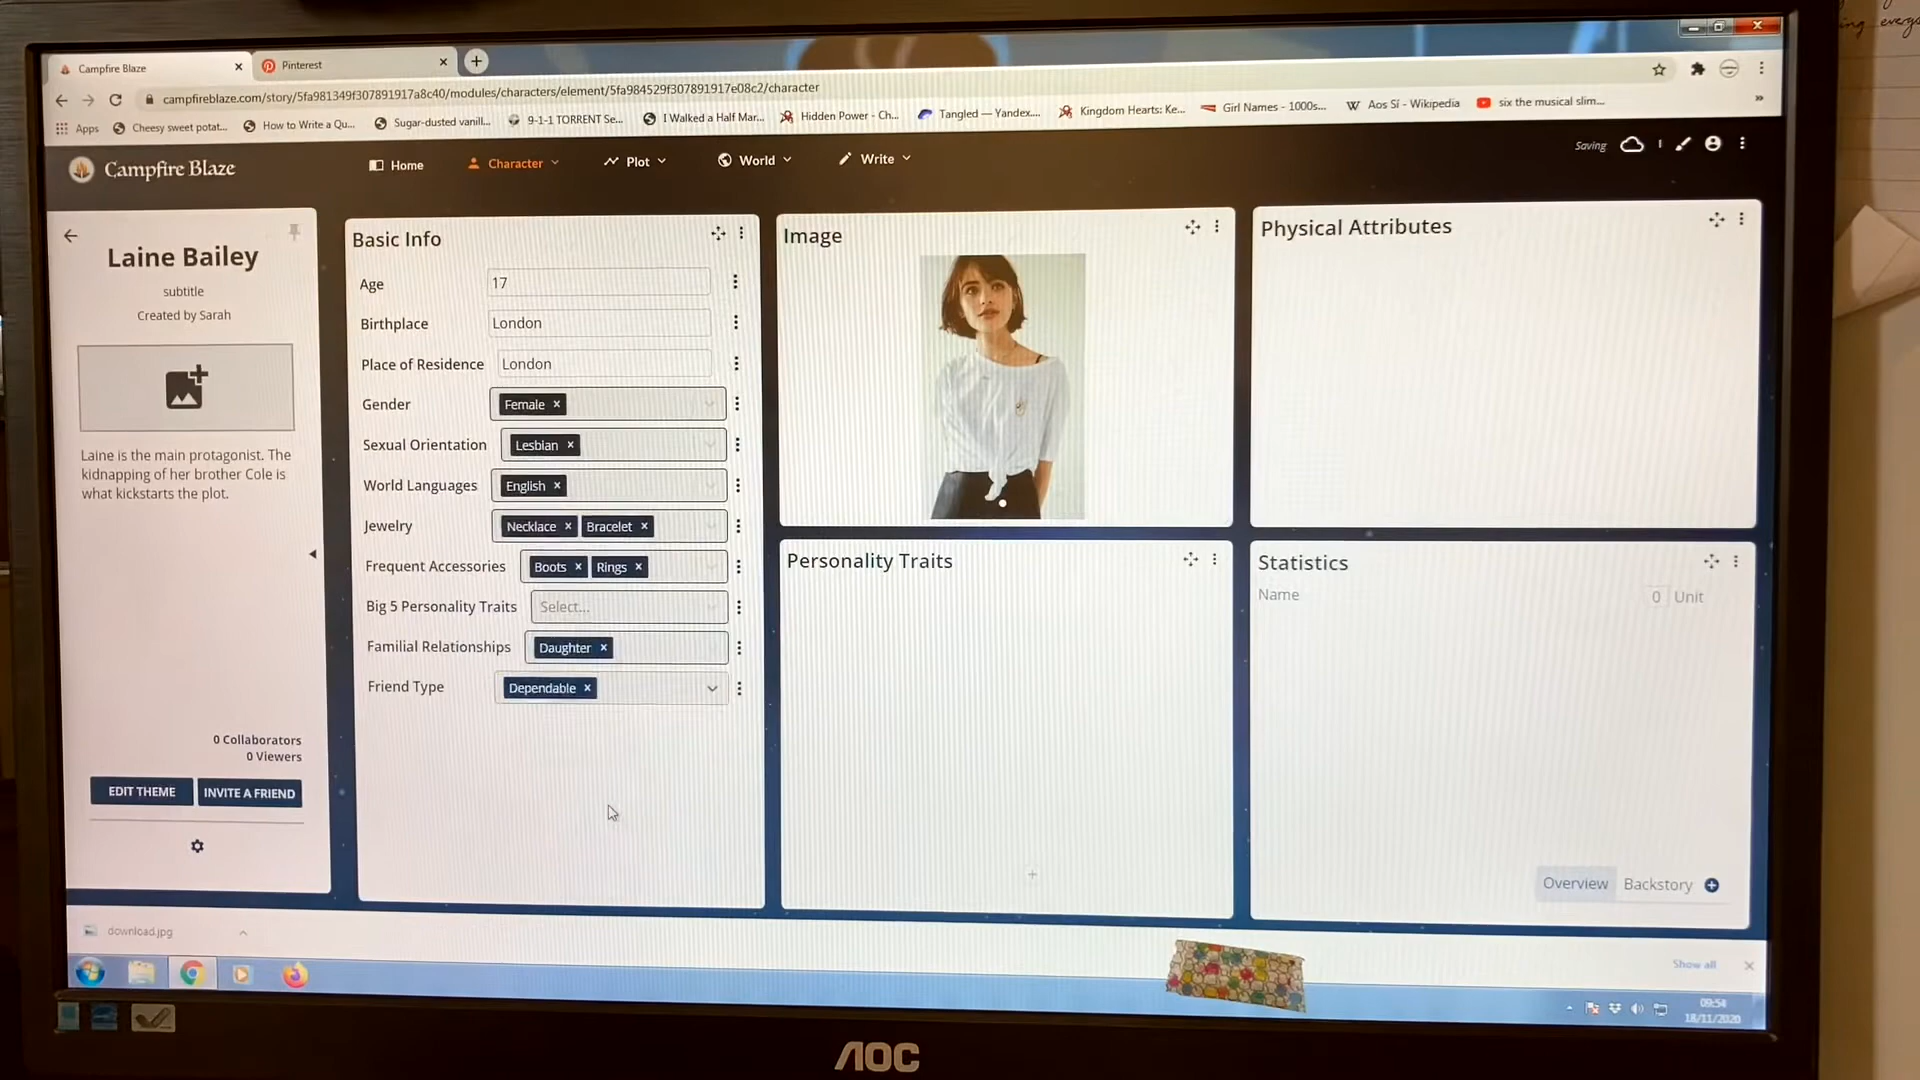 ing everyt
Campfire Blaze
Pinterest
campfireblaze.com/story/5fa981349f307891917a8c40/modules/characters/element/5fa984529f307891917e08c2/character
Apps Cheesy sweet potat... How to Write a Qu... Sugar-dusted vanill... 9-1-1 TORRENT Se... I Walked a Half Mar... Hidden Power - Ch... Tangled — Yandex.... Kingdom Hearts: Ke... Girl Names - 1000s... Aos Sí - Wikipedia six the musical slim...
Campfire Blaze Home Character Plot World Write Saving
Laine Bailey
subtitle
Created by Sarah
Laine is the main protagonist. The
kidnapping of her brother Cole is
what kickstarts the plot.
0 Collaborators
0 Viewers
EDIT THEME INVITE A FRIEND
Basic Info
Age 17
Birthplace London
Place of Residence London
Gender Female ×
Sexual Orientation Lesbian ×
World Languages English ×
Jewelry Necklace × Bracelet ×
Frequent Accessories Boots × Rings ×
Big 5 Personality Traits Select...
Familial Relationships Daughter ×
Friend Type Dependable ×
Image
Personality Traits
Physical Attributes
Statistics
Name 0 Unit
Overview Backstory
download.jpg
Show all
09:54
18/11/2020
AOC